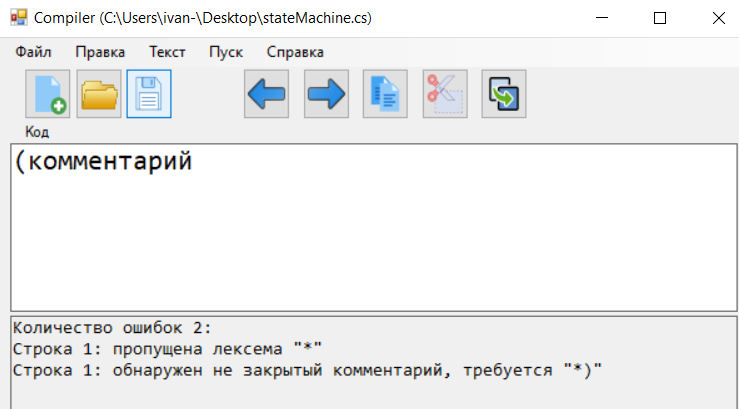 Compiler (C:\Users\ivan-\Desktop\stateMachine.cs)
Файл Правка Текст Пуск Справка
Код
(комментарий
Количество ошибок 2:
Строка 1: пропущена лексема "*"
Строка 1: обнаружен не закрытый комментарий, требуется "*)"